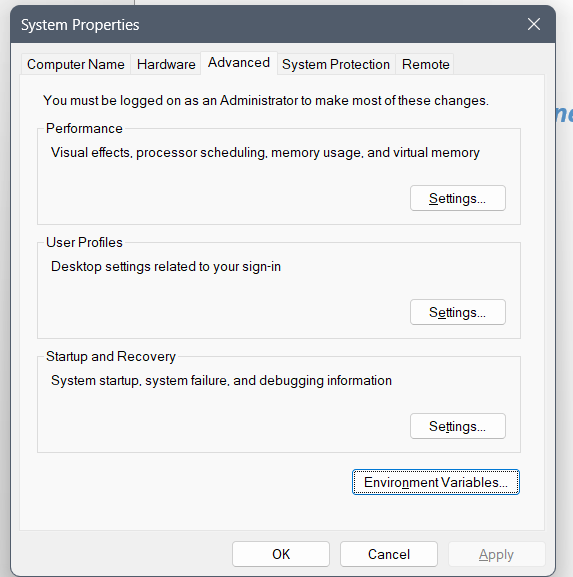 System Properties
Computer Name Hardware Advanced System Protection Remote
You must be logged on as an Administrator to make most of these changes.
Performance
Visual effects, processor scheduling, memory usage, and virtual memory
Settings...
User Profiles
Desktop settings related to your sign-in
Settings...
Startup and Recovery
System startup, system failure, and debugging information
Settings...
Environment Variables...
OK Cancel Apply